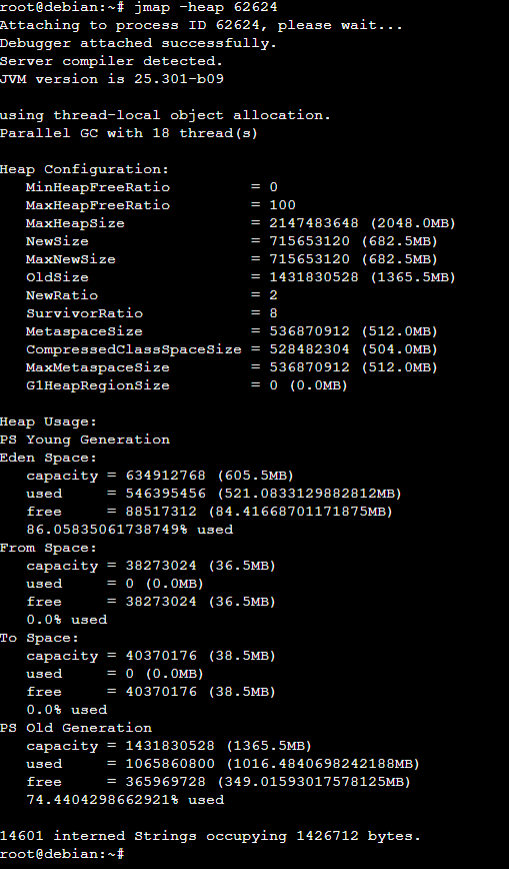 root@debian:~# jmap -heap 62624
Attaching to process ID 62624, please wait...
Debugger attached successfully.
Server compiler detected.
JVM version is 25.301-b09

using thread-local object allocation.
Parallel GC with 18 thread(s)

Heap Configuration:
   MinHeapFreeRatio         = 0
   MaxHeapFreeRatio         = 100
   MaxHeapSize              = 2147483648 (2048.0MB)
   NewSize                  = 715653120 (682.5MB)
   MaxNewSize               = 715653120 (682.5MB)
   OldSize                  = 1431830528 (1365.5MB)
   NewRatio                 = 2
   SurvivorRatio            = 8
   MetaspaceSize            = 536870912 (512.0MB)
   CompressedClassSpaceSize = 528482304 (504.0MB)
   MaxMetaspaceSize         = 536870912 (512.0MB)
   G1HeapRegionSize         = 0 (0.0MB)

Heap Usage:
PS Young Generation
Eden Space:
   capacity = 634912768 (605.5MB)
   used     = 546395456 (521.0833129882812MB)
   free     = 88517312 (84.41668701171875MB)
   86.05835061738749% used
From Space:
   capacity = 38273024 (36.5MB)
   used     = 0 (0.0MB)
   free     = 38273024 (36.5MB)
   0.0% used
To Space:
   capacity = 40370176 (38.5MB)
   used     = 0 (0.0MB)
   free     = 40370176 (38.5MB)
   0.0% used
PS Old Generation
   capacity = 1431830528 (1365.5MB)
   used     = 1065860800 (1016.4840698242188MB)
   free     = 365969728 (349.01593017578125MB)
   74.4404298662921% used

14601 interned Strings occupying 1426712 bytes.
root@debian:~#